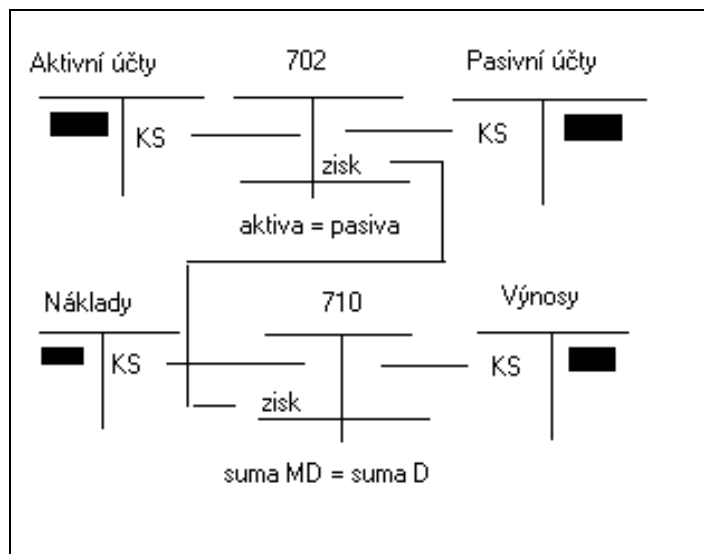 Aktivní účty 702 Pasivní účty
KS KS
zisk
aktiva = pasiva
Náklady 710 Výnosy
KS KS
zisk
suma MD = suma D